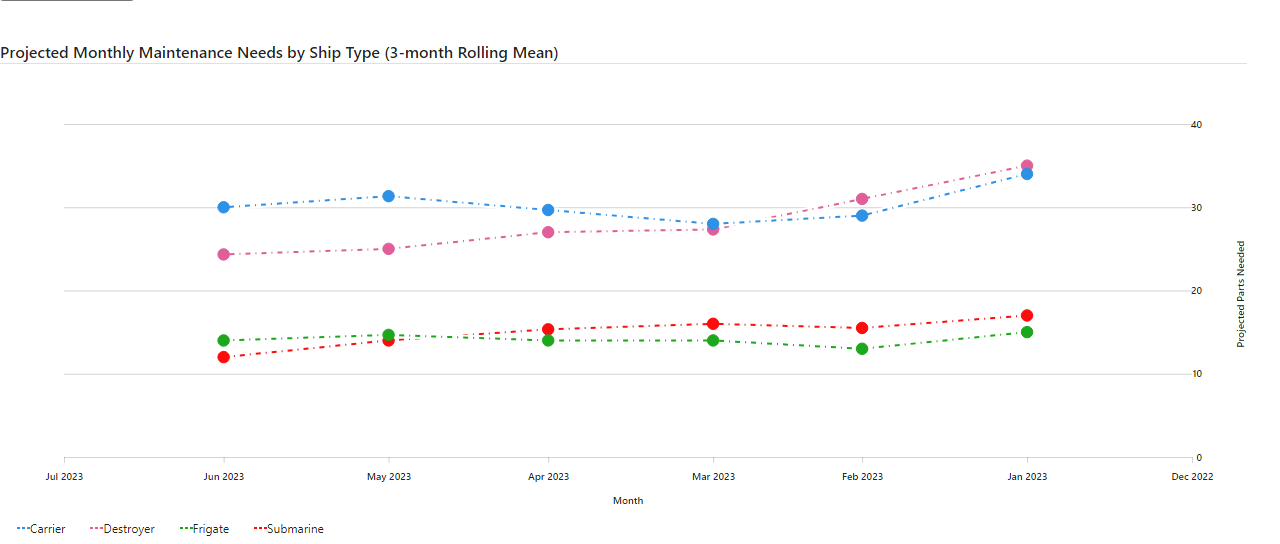 Projected Monthly Maintenance Needs by Ship Type (3-month Rolling Mean)
40
30
20
10
0
Projected Parts Needed
Jul 2023 Jun 2023 May 2023 Apr 2023 Mar 2023 Feb 2023 Jan 2023 Dec 2022
Month
Carrier Destroyer Frigate Submarine